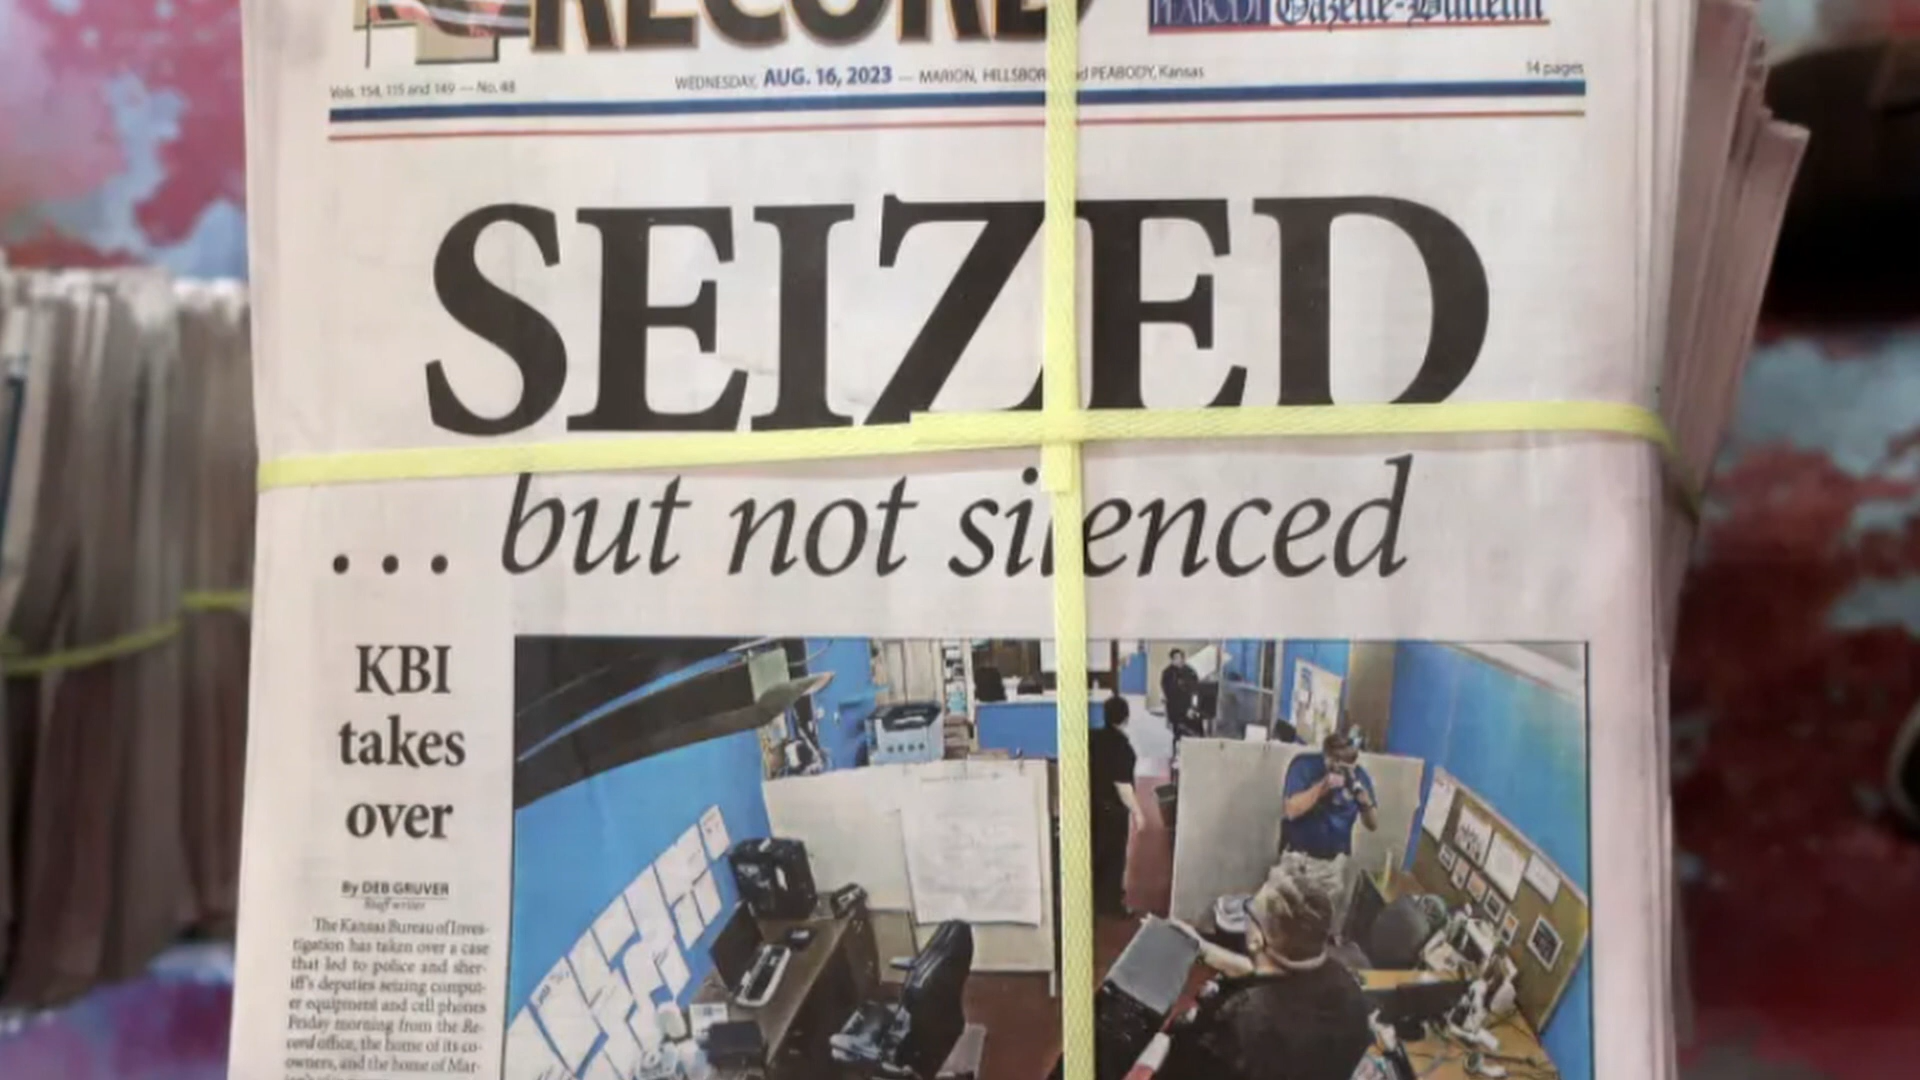 RECORD
PEABODY Gazette-Bulletin
Vols. 154, 115 and 149 — No. 48
WEDNESDAY, AUG. 16, 2023 — MARION, HILLSBORO and PEABODY, Kansas
14 pages
SEIZED
... but not silenced
KBI
takes
over
By DEB GRUVER
Staff writer
The Kansas Bureau of Inves-
tigation has taken over a case
that led to police and sher-
iff's deputies seizing comput-
er equipment and cell phones
Friday morning from the Re-
cord office, the home of its co-
owners, and the home of Mar-